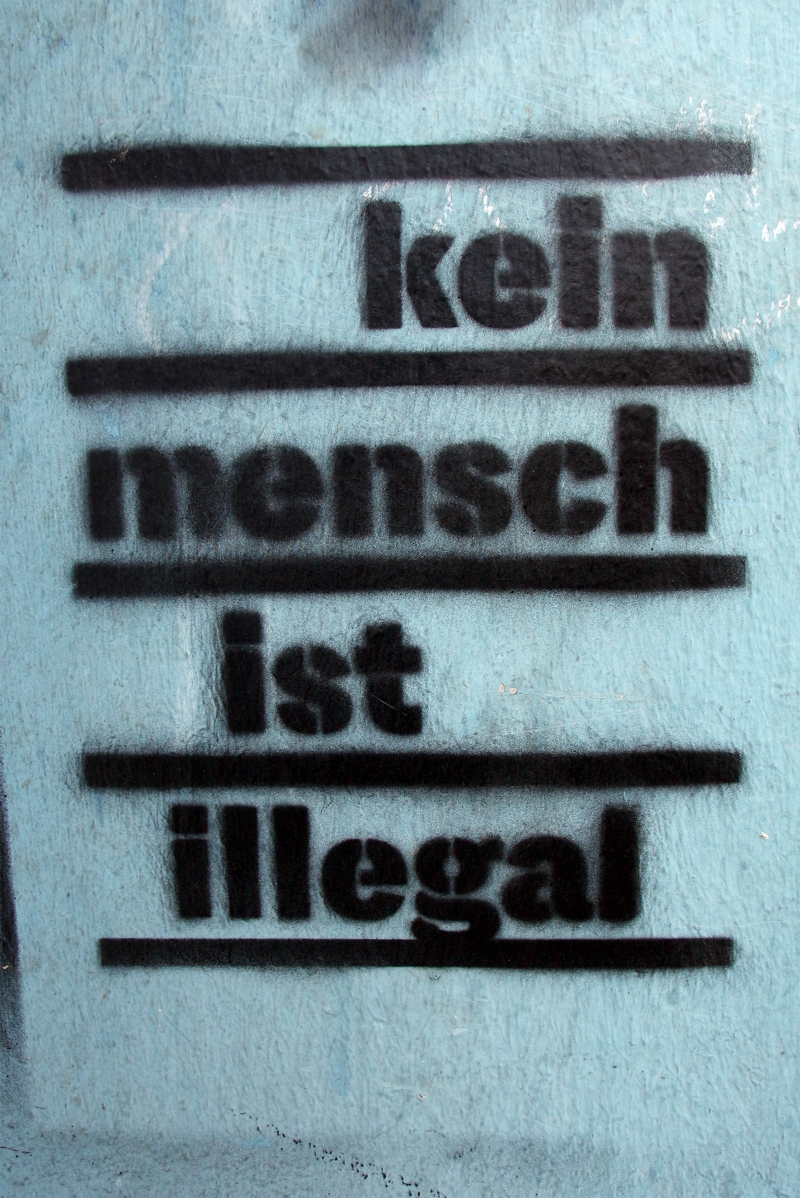 kein
mensch
ist
illegal